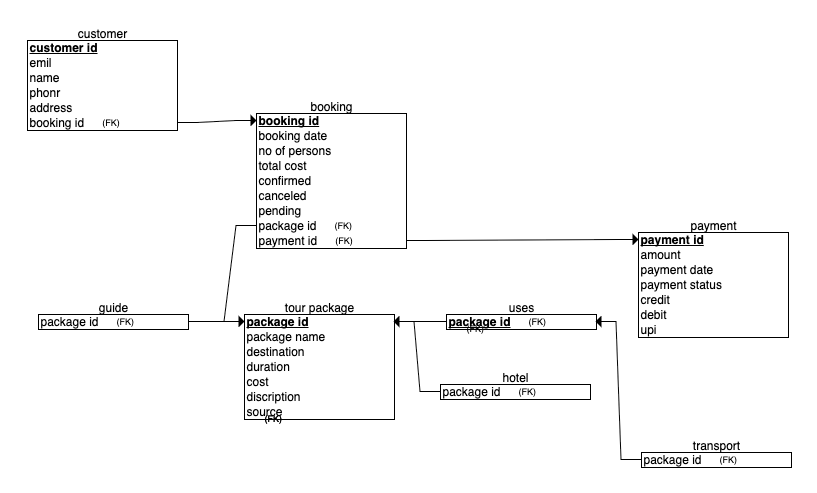 customer
customer id
emil
name
phonr
address
booking id (FK)
booking
booking id
booking date
no of persons
total cost
confirmed
canceled
pending
package id (FK)
payment id (FK)
payment
payment id
amount
payment date
payment status
credit
debit
upi
guide
package id (FK)
tour package
package id
package name
destination
duration
cost
discription
source
(FK)
uses
package id (FK)
(FK)
hotel
package id (FK)
transport
package id (FK)